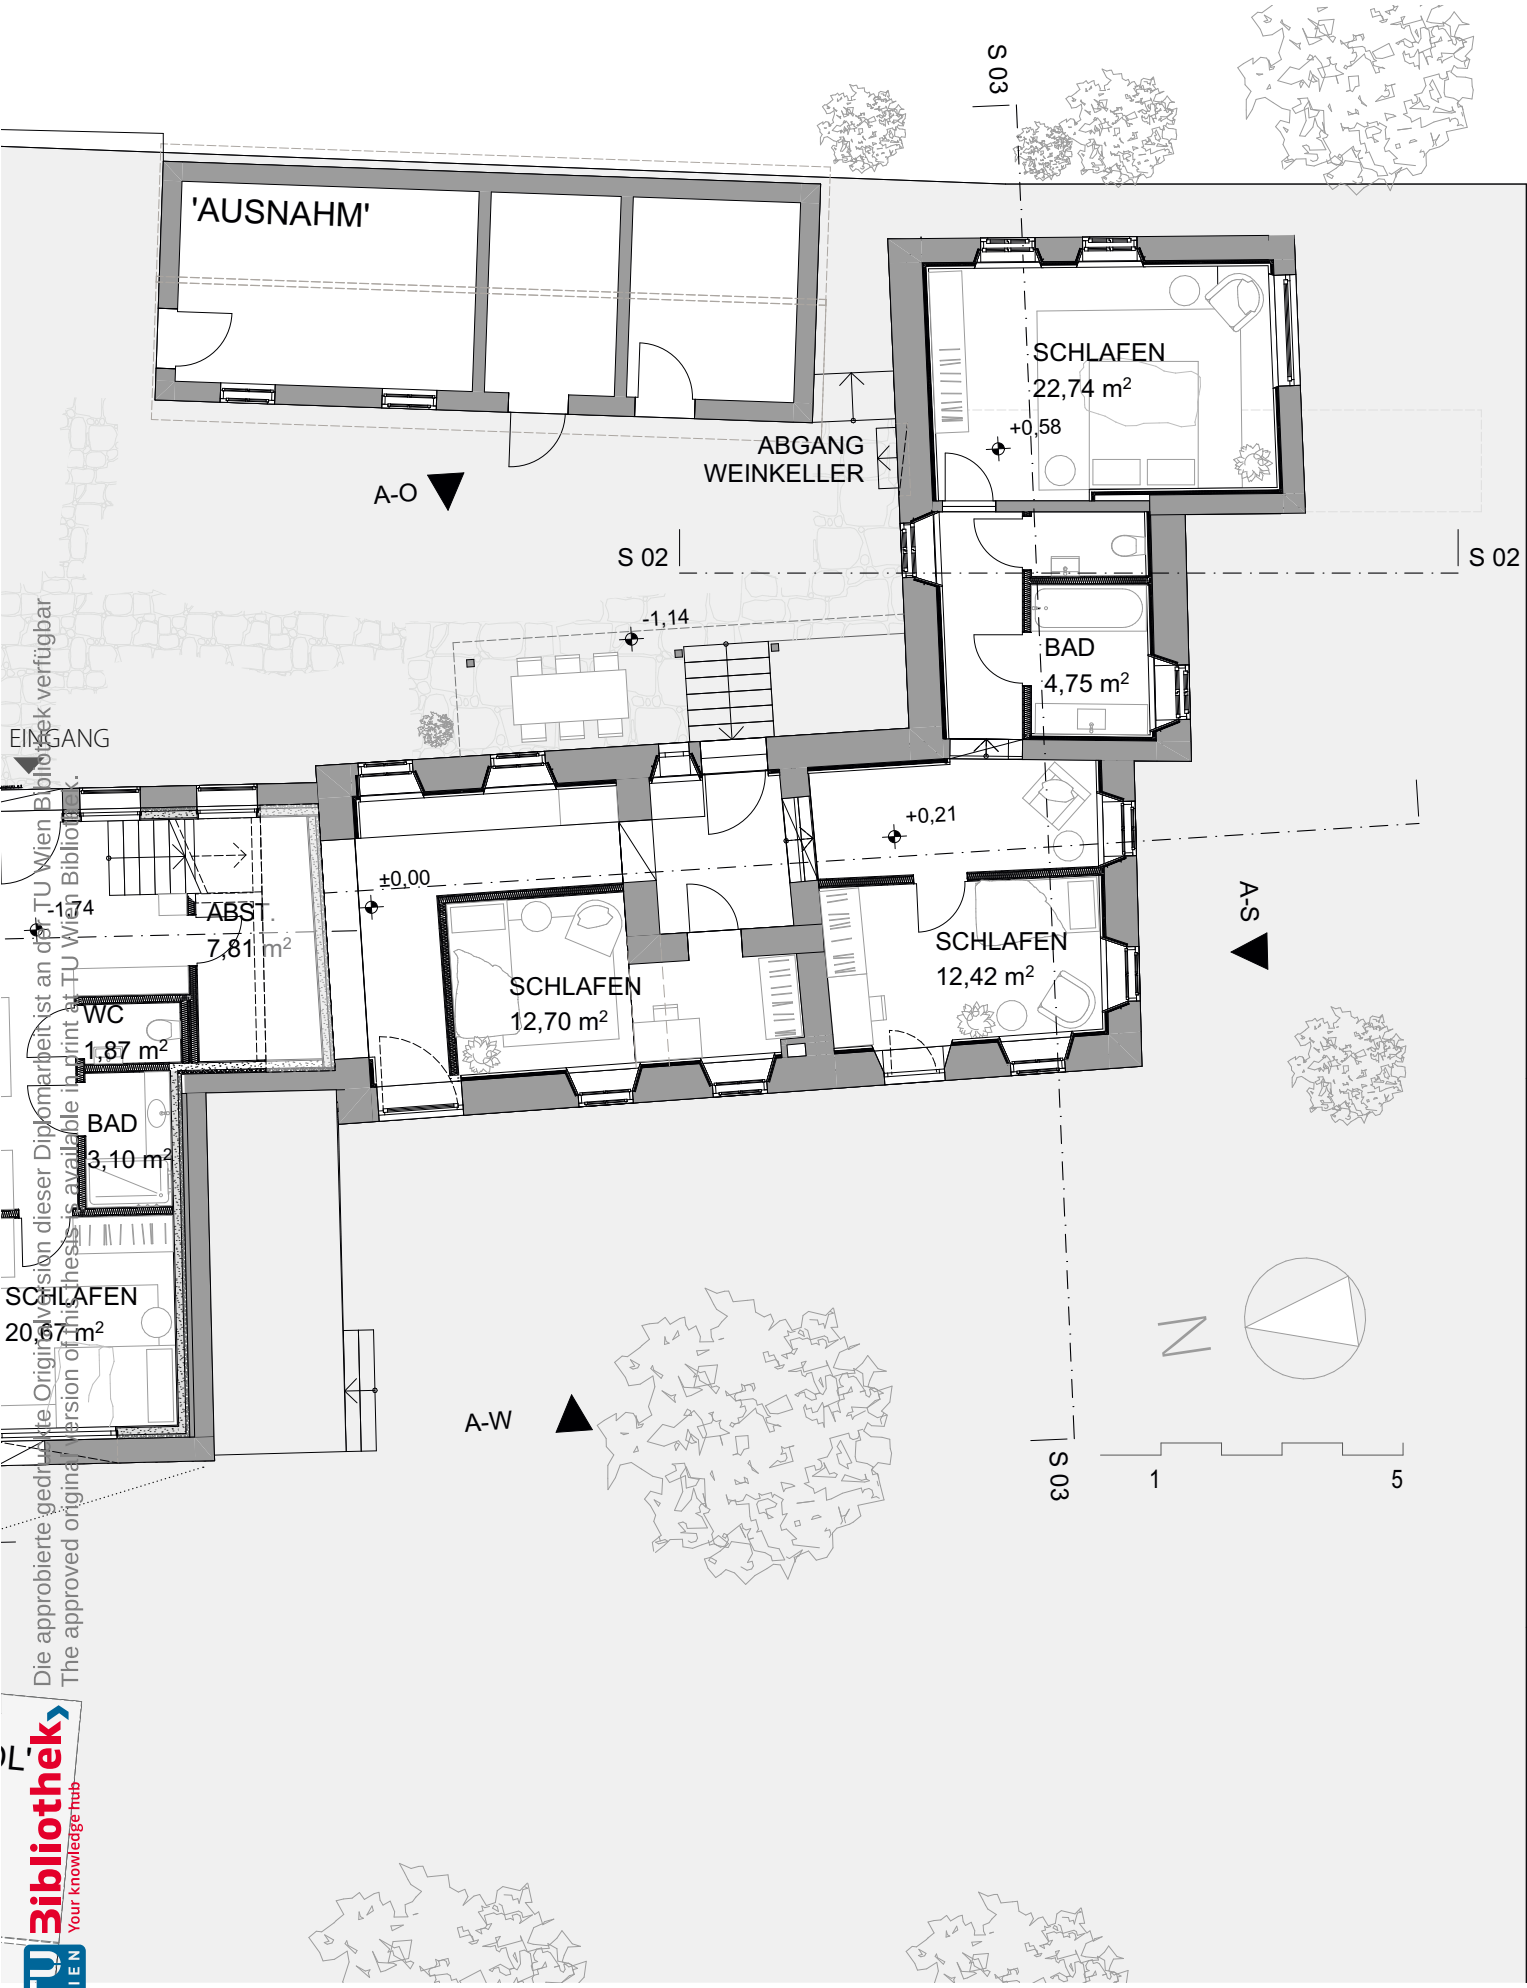 S 03
'AUSNAHM'
SCHLAFEN
22,74 m²
+0,58
ABGANG
WEINKELLER
A-O
S 02
S 02
-1,14
BAD
4,75 m²
EINGANG
+0,21
±0,00
-1,74
ABST.
7,81 m²
A-S
SCHLAFEN
12,42 m²
SCHLAFEN
12,70 m²
WC
1,87 m²
BAD
3,10 m²
SCHLAFEN
20,67 m²
N
A-W
S 03
1
5
Die approbierte gedruckte Originalversion dieser Diplomarbeit ist an der TU Wien Bibliothek verfügbar
The approved original version of this thesis is available in print at TU Wien Bibliothek.
L'
Bibliothek
Your knowledge hub
TU
IEN